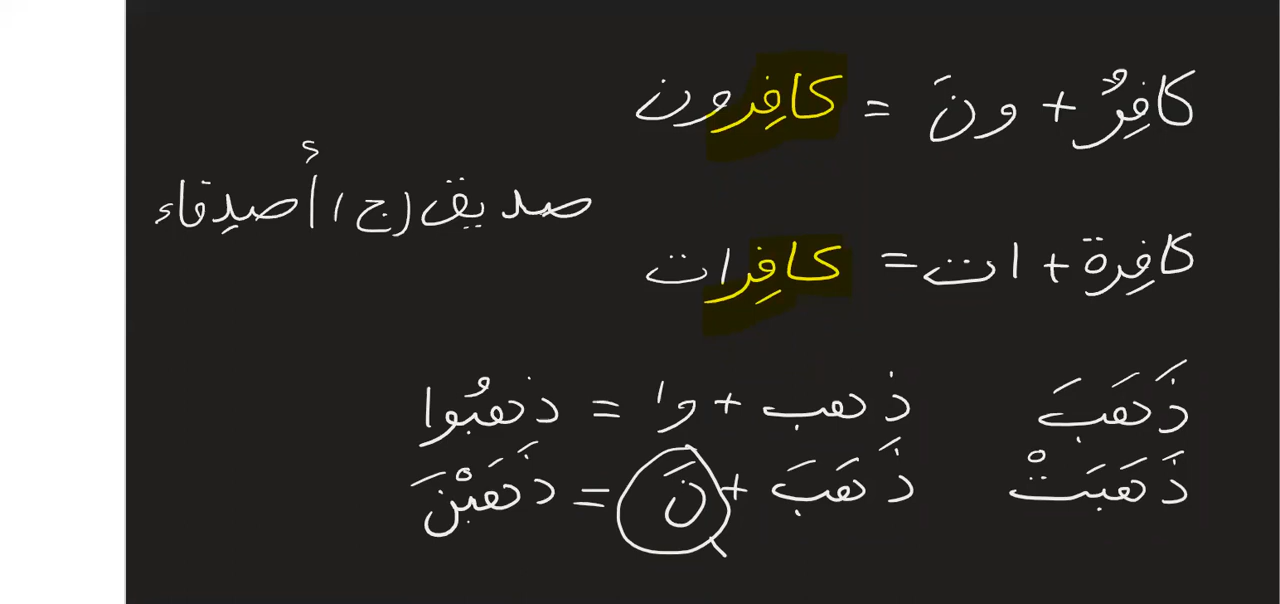 كافِرٌ + ونَ = كافِرون
صديق (ج) أصدِقاء
كافِرة + ات = كافِرات
ذَهَبَ ذهب + وا = ذهبُوا
ذَهَبَتْ ذَهَبَ + نَ = ذَهَبْنَ